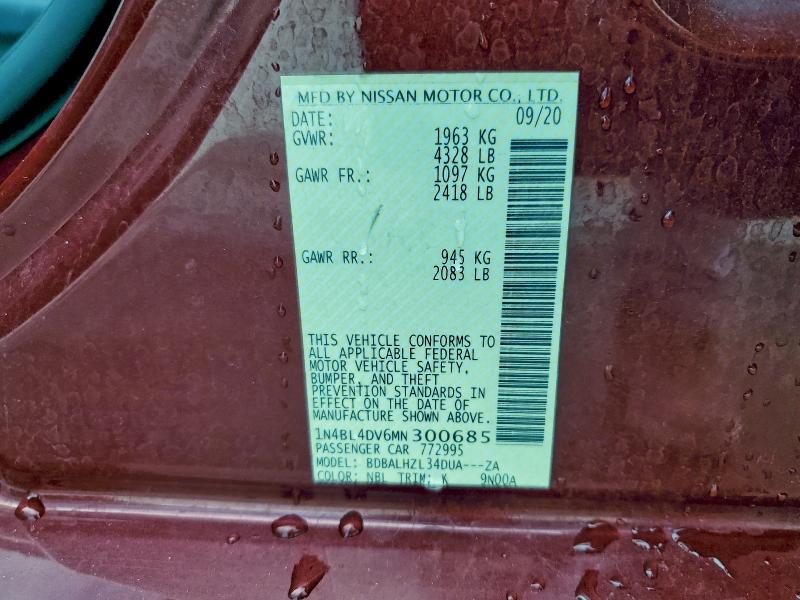 MFD BY NISSAN MOTOR CO., LTD.
DATE: 09/20
GVWR: 1963 KG
4328 LB
GAWR FR.: 1097 KG
2418 LB
GAWR RR.: 945 KG
2083 LB
THIS VEHICLE CONFORMS TO
ALL APPLICABLE FEDERAL
MOTOR VEHICLE SAFETY,
BUMPER, AND THEFT
PREVENTION STANDARDS IN
EFFECT ON THE DATE OF
MANUFACTURE SHOWN ABOVE.
1N4BL4DV6MN300685
PASSENGER CAR 772995
MODEL: BDBALHZL34DUA---ZA
COLOR: NBL TRIM: K 9N00A